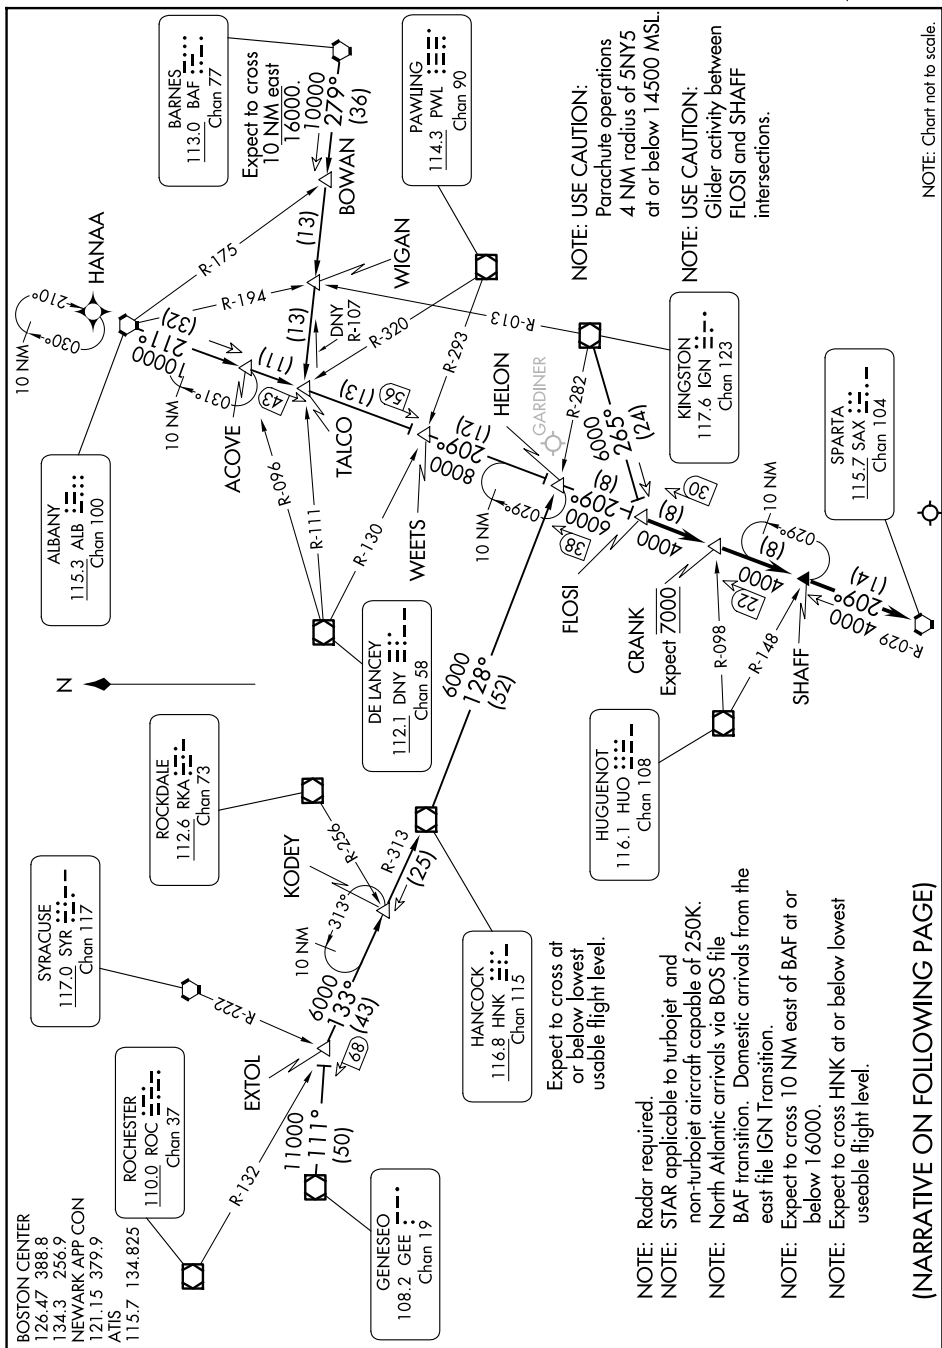 BOSTON CENTER
126.47 388.8
134.3 256.9
NEWARK APP CON
121.15 379.9
ATIS
115.7 134.825
ROCHESTER
110.0 ROC
Chan 37
SYRACUSE
117.0 SYR
Chan 117
ROCKDALE
112.6 RKA
Chan 73
N
ALBANY
115.3 ALB
Chan 100
10 NM
030°
210°
HANAA
BARNES
113.0 BAF
Chan 77
Expect to cross
10 NM east
16000.
10000
279°
(36)
R-175
R-194
(32)
211°
10000
10 NM
031°
ACOVE
(11)
43
TALCO
(13)
BOWAN
(13)
WIGAN
DNY
R-107
R-320
PAWLING
114.3 PWL
Chan 90
R-132
R-222
EXTOL
11000
111°
(50)
68
GENESEO
108.2 GEE
Chan 19
6000
133°
(43)
10 NM
313°
KODEY
R-256
R-313
(25)
HANCOCK
116.8 HNK
Chan 115
Expect to cross at
or below lowest
usable flight level.
DE LANCEY
112.1 DNY
Chan 58
R-096
R-111
R-130
WEETS
(13)
56
R-293
R-013
6000
128°
(52)
8000
209°
(12)
10 NM
029°
HELON
GARDINER
R-282
6000
209°
(8)
38
FLOSI
6000
265°
(24)
30
KINGSTON
117.6 IGN
Chan 123
4000
(8)
CRANK
Expect 7000
22
4000
(8)
10 NM
029°
R-098
R-148
SHAFF
HUGUENOT
116.1 HUO
Chan 108
4000
209°
(14)
R-029
SPARTA
115.7 SAX
Chan 104
NOTE: USE CAUTION:
Parachute operations
4 NM radius of 5NY5
at or below 14500 MSL.
NOTE: USE CAUTION:
Glider activity between
FLOSI and SHAFF
intersections.
NOTE: Radar required.
NOTE: STAR applicable to turbojet and
non-turbojet aircraft capable of 250K.
NOTE: North Atlantic arrivals via BOS file
BAF transition. Domestic arrivals from the
east file IGN Transition.
NOTE: Expect to cross 10 NM east of BAF at or
below 16000.
NOTE: Expect to cross HNK at or below lowest
useable flight level.
(NARRATIVE ON FOLLOWING PAGE)
NOTE: Chart not to scale.